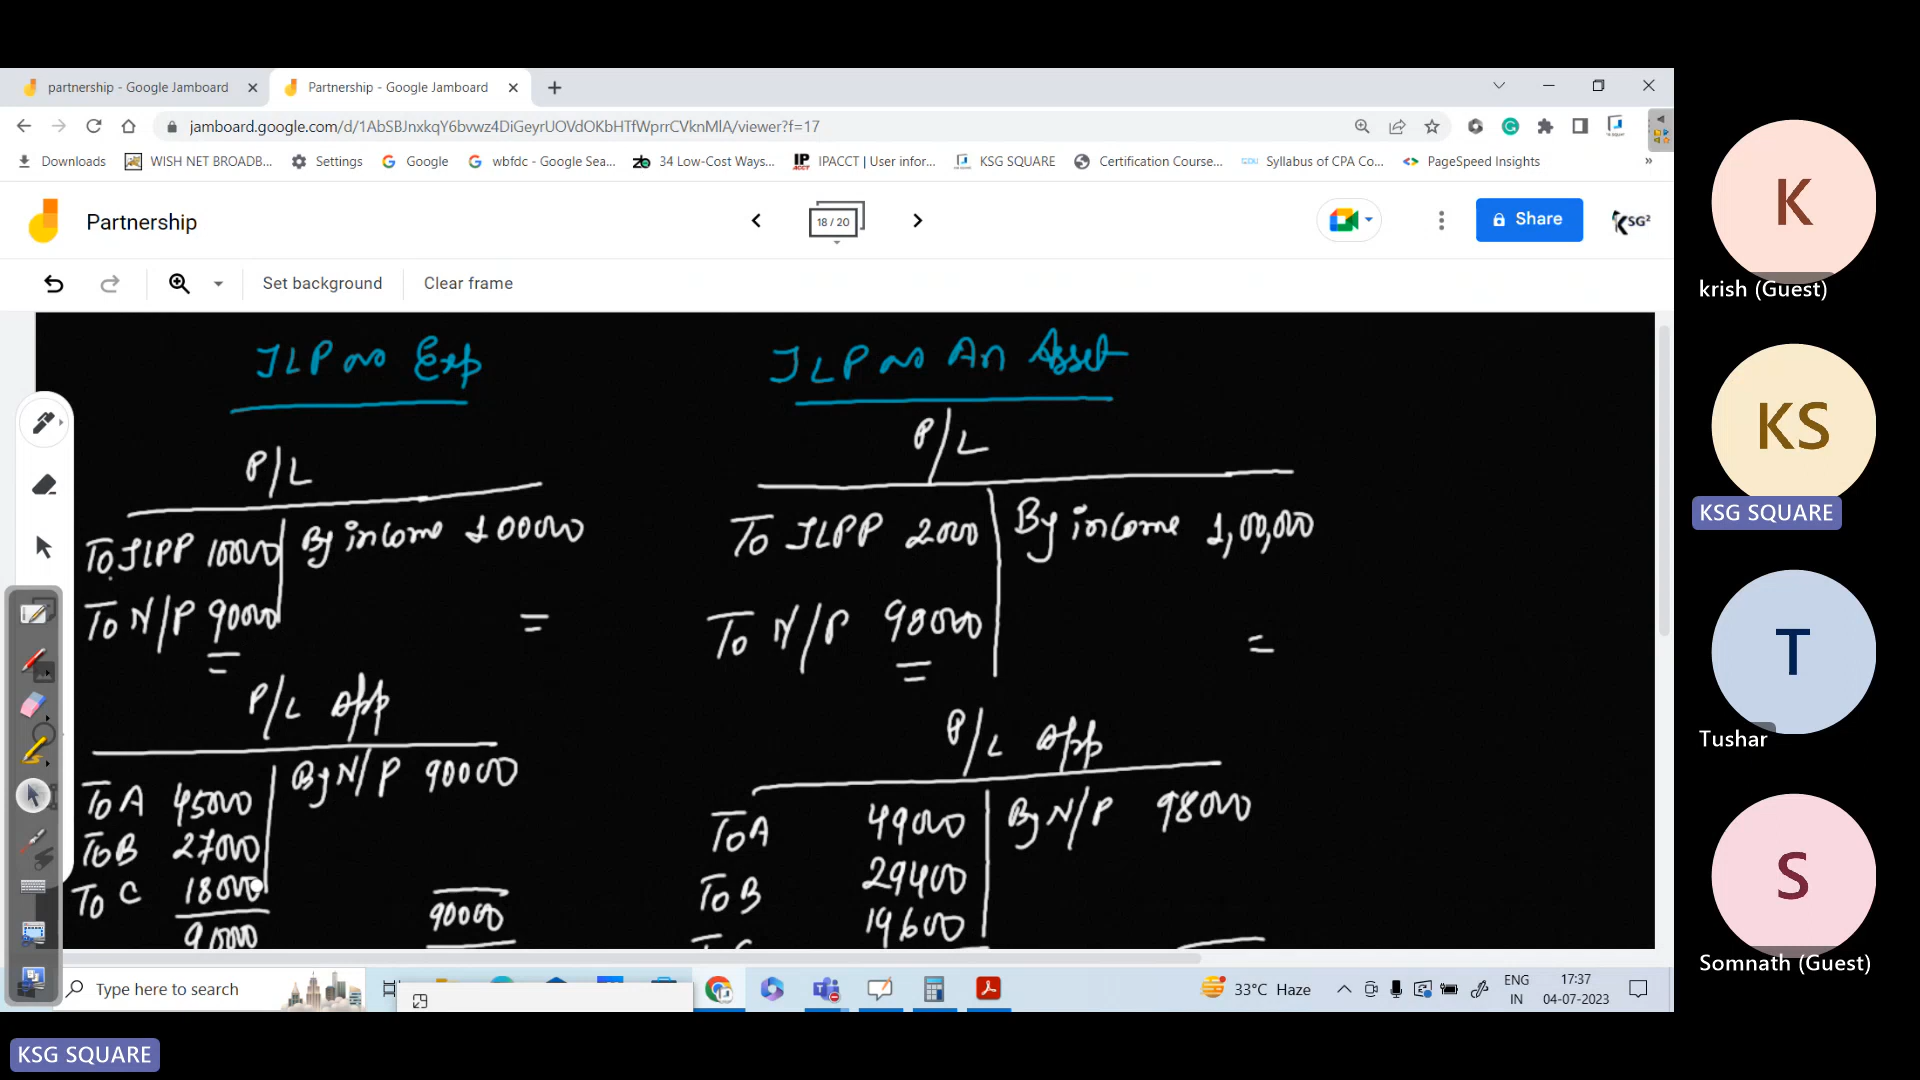 partnership - Google Jamboard
Partnership - Google Jamboard
jamboard.google.com/d/1AbSBJnxkqY6bvwz4DiGeyrUOVdOKbHTfWprrCVknMlA/viewer?f=17
Downloads WISH NET BROADB... Settings Google wbfdc - Google Sea... 34 Low-Cost Ways... IPACCT | User infor... KSG SQUARE Certification Course... Syllabus of CPA Co... PageSpeed Insights »
Partnership
18 / 20
Share
KSG²
Set background
Clear frame
JLP as Exp
P/L
To JLPP 10000 By income 100000
To N/P 90000 =
=
P/L App
To A 45000 By N/P 90000
To B 27000
To C 18000
90000
90000
JLP as An Asset
P/L
To JLPP 2000 By income 1,00,000
To N/P 98000
= =
P/L App
To A 49000 By N/P 98000
To B 29400
19600
Type here to search
33°C Haze
ENG
IN
17:37
04-07-2023
K
krish (Guest)
KS
KSG SQUARE
T
Tushar
S
Somnath (Guest)
KSG SQUARE